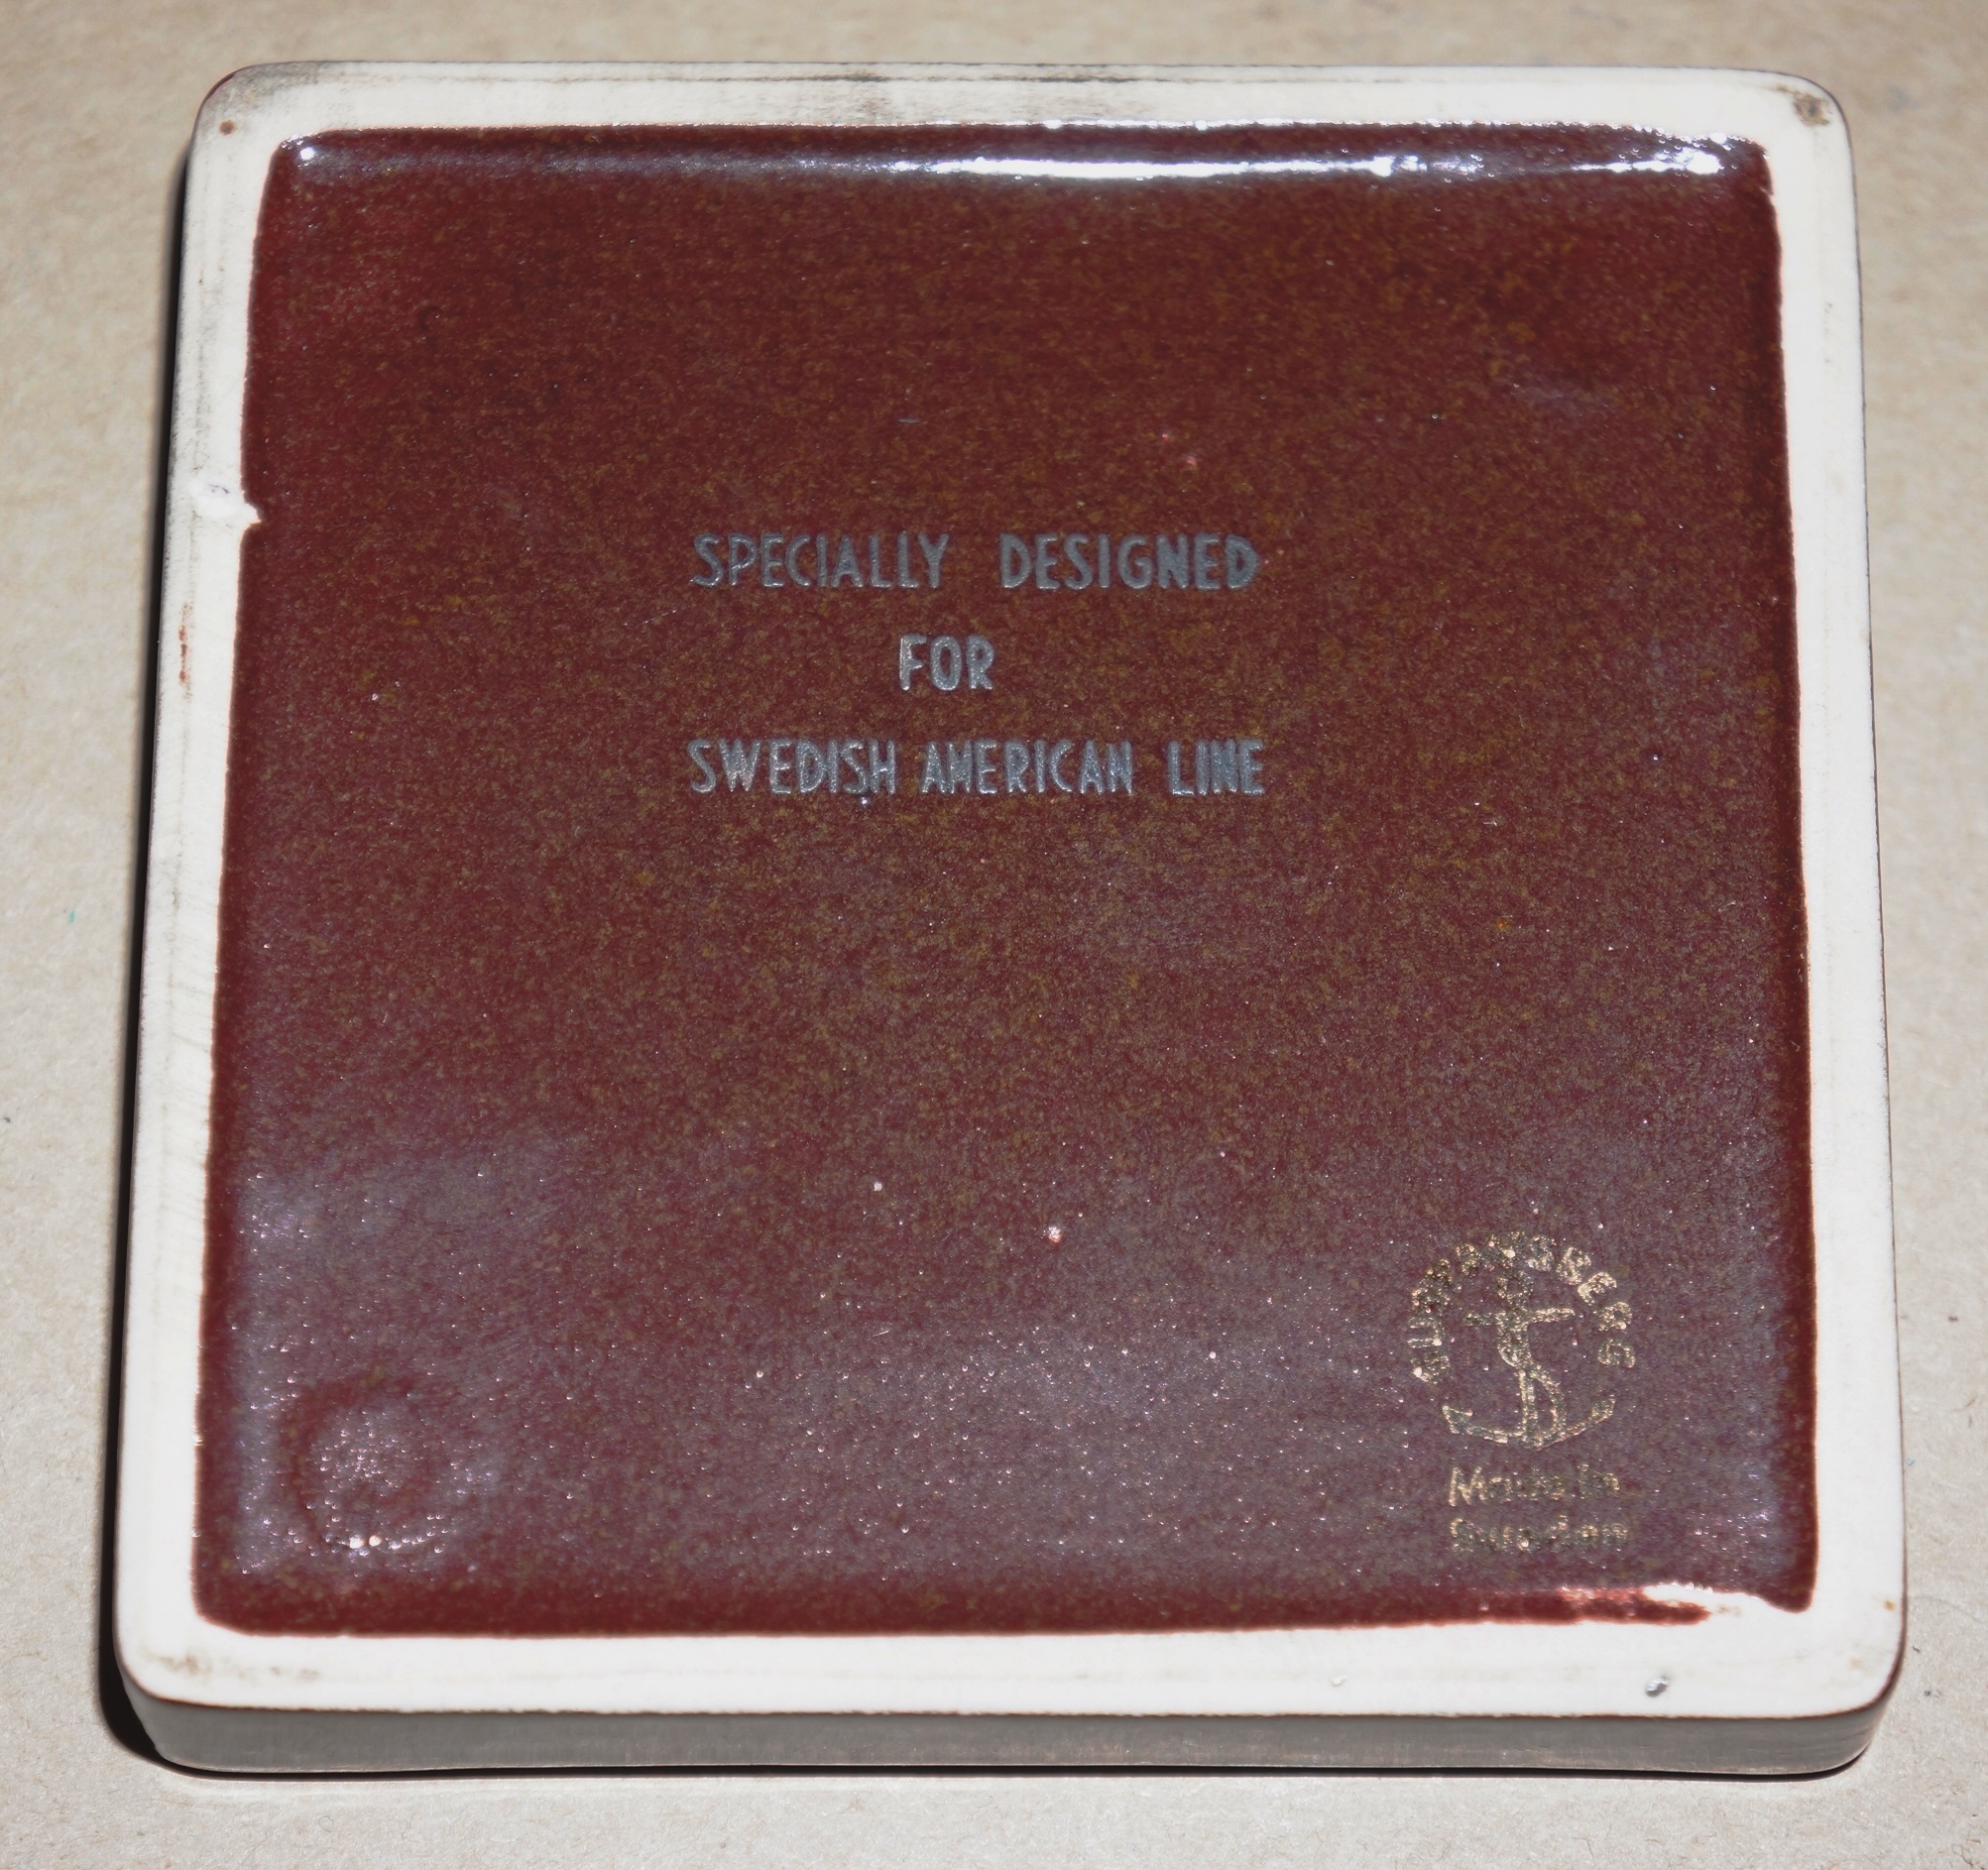 SPECIALLY DESIGNED
FOR
SWEDISH AMERICAN LINE
GUSTAVSBERG
Made in
Sweden